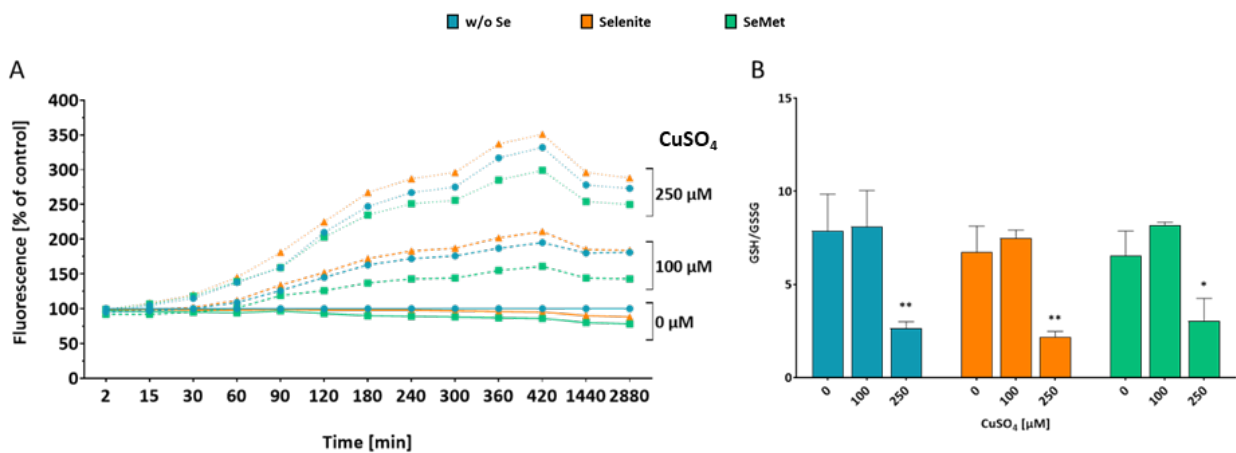 w/o Se Selenite SeMet
A
Fluorescence [% of control]
400
350
300
250
200
150
100
50
0
2 15 30 60 90 120 180 240 300 360 420 1440 2880
Time [min]
CuSO₄
250 µM
100 µM
0 µM
B
GSH/GSSG
15
10
5
0
** ** *
0 100 250 0 100 250 0 100 250
CuSO₄ [µM]